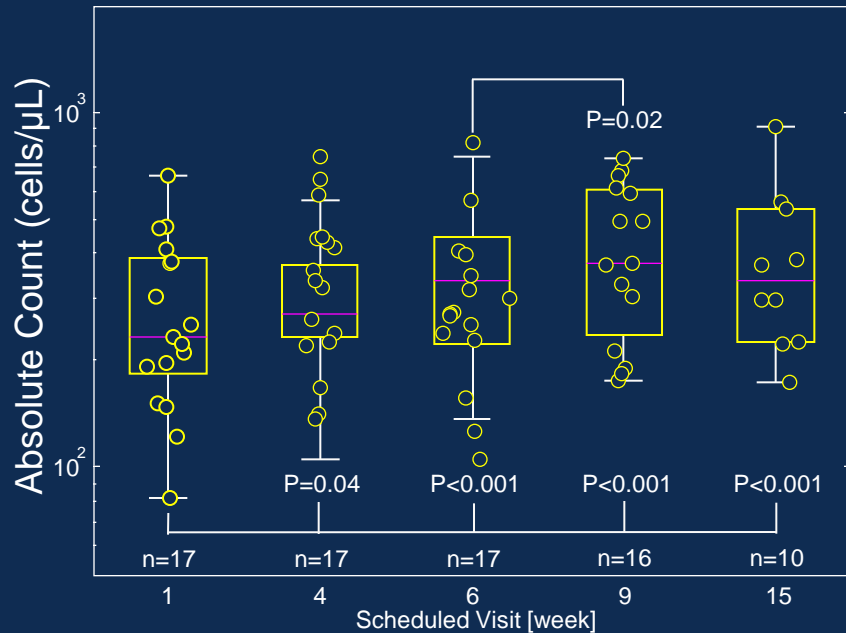 Absolute Count (cells/μL)
10³
10²
P=0.02
P=0.04 P<0.001 P<0.001 P<0.001
n=17 n=17 n=17 n=16 n=10
1 4 6 9 15
Scheduled Visit [week]